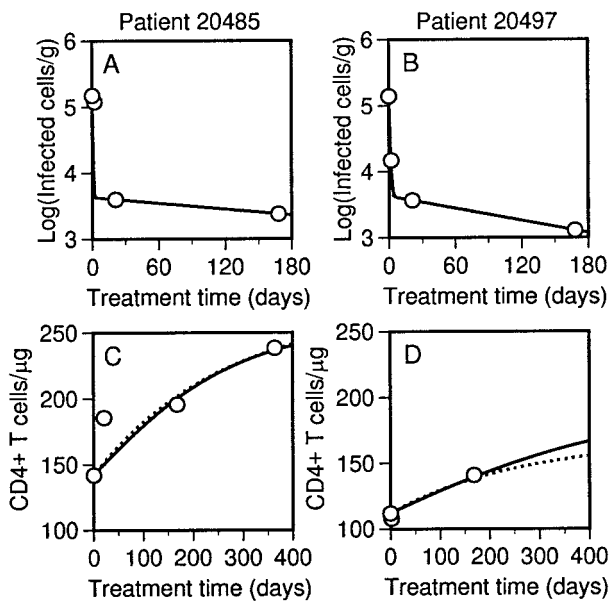 Patient 20485
Patient 20497
A
B
Log(Infected cells/g)
6
5
4
3
0 60 120 180
Treatment time (days)
Log(Infected cells/g)
6
5
4
3
0 60 120 180
Treatment time (days)
C
D
CD4+ T cells/µg
250
200
150
100
0 100 200 300 400
Treatment time (days)
CD4+ T cells/µg
250
200
150
100
0 100 200 300 400
Treatment time (days)